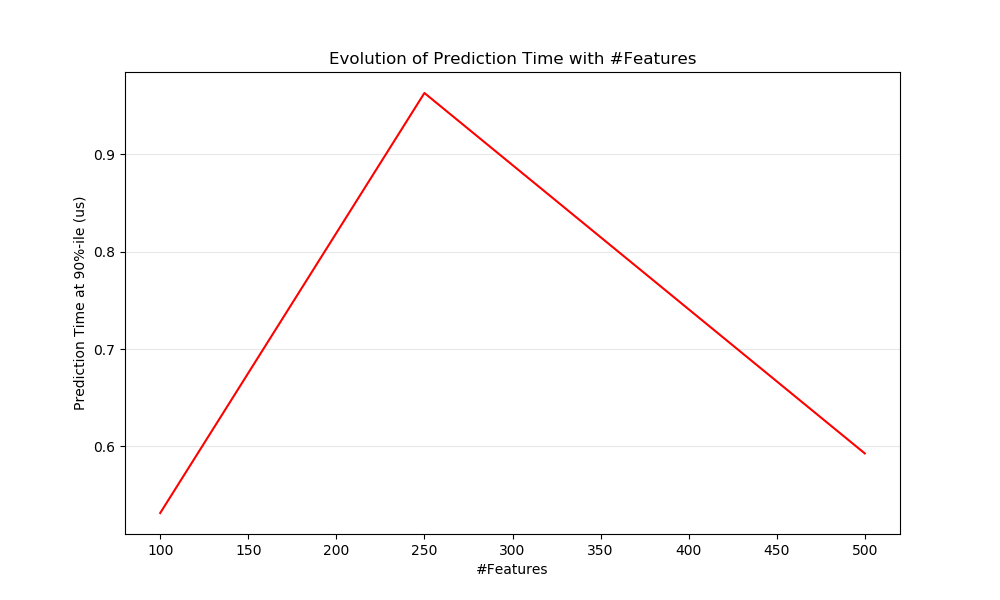 Evolution of Prediction Time with #Features
Prediction Time at 90%-ile (us)
0.9
0.8
0.7
0.6
100 150 200 250 300 350 400 450 500
#Features